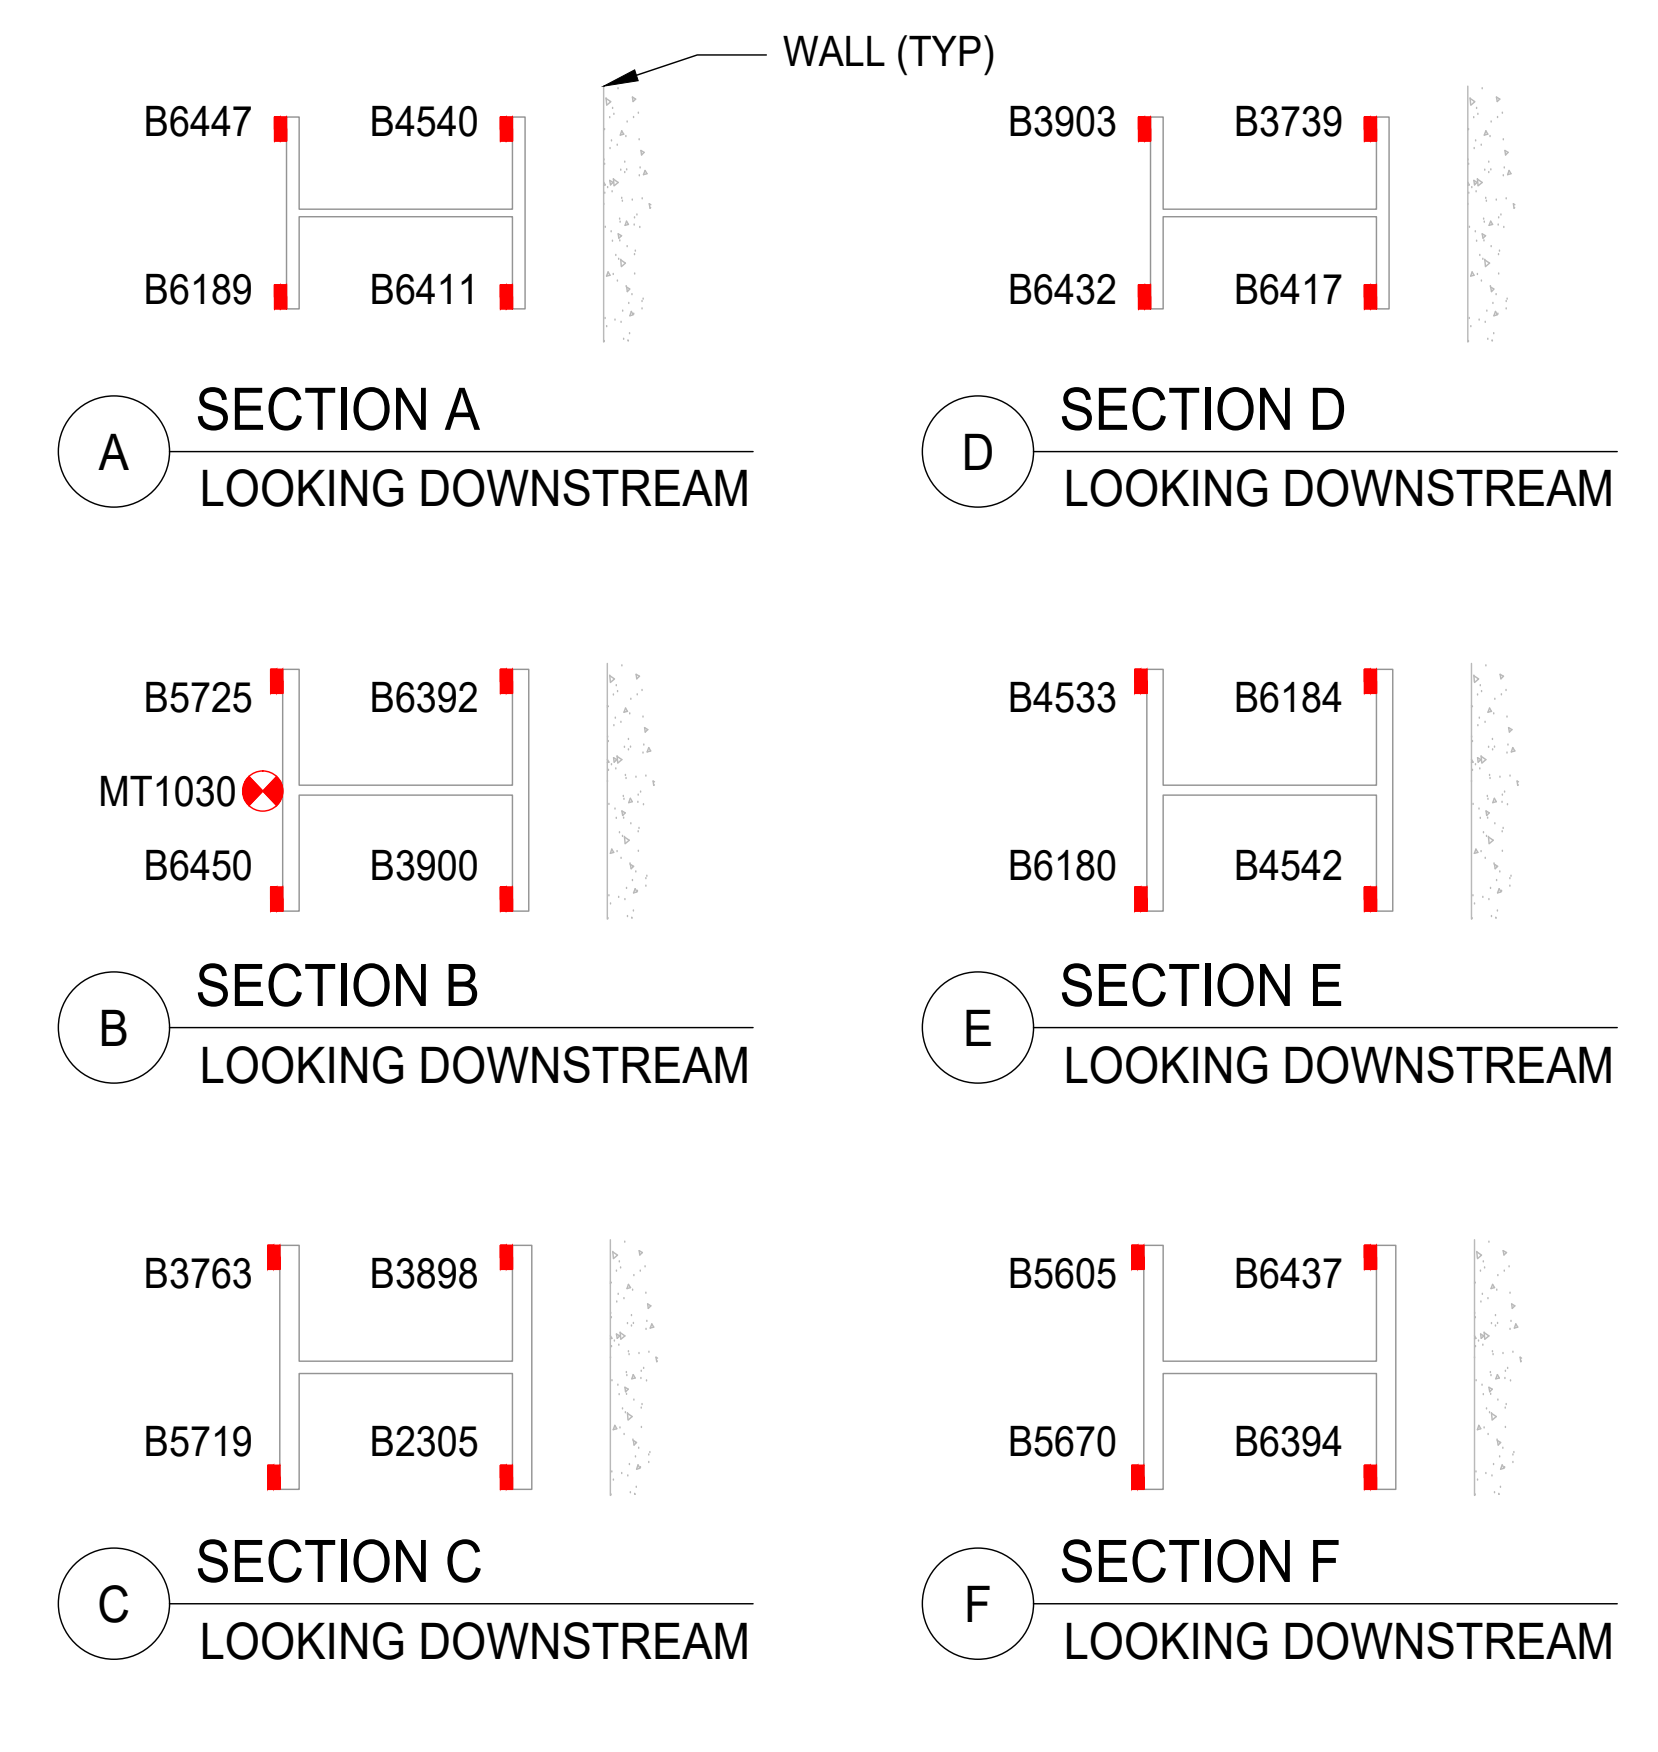 WALL (TYP)
B6447 B4540
B6189 B6411
A
SECTION A
LOOKING DOWNSTREAM
B3903 B3739
B6432 B6417
D
SECTION D
LOOKING DOWNSTREAM
B5725 B6392
MT1030
B6450 B3900
B
SECTION B
LOOKING DOWNSTREAM
B4533 B6184
B6180 B4542
E
SECTION E
LOOKING DOWNSTREAM
B3763 B3898
B5719 B2305
C
SECTION C
LOOKING DOWNSTREAM
B5605 B6437
B5670 B6394
F
SECTION F
LOOKING DOWNSTREAM